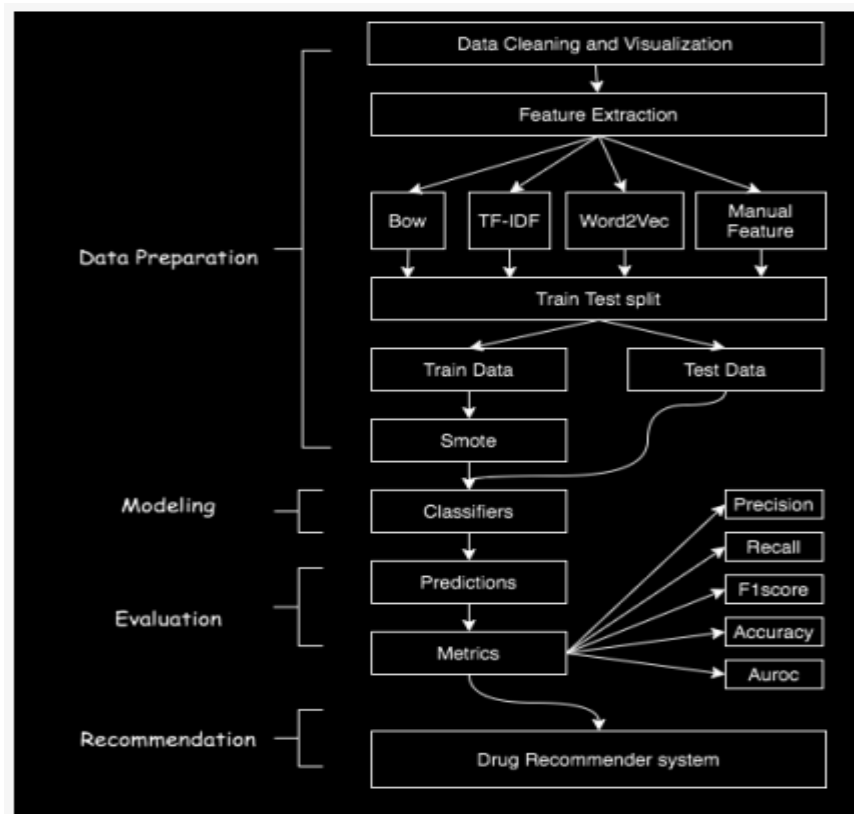 Data Cleaning and Visualization
Feature Extraction
Bow
TF-IDF
Word2Vec
Manual
Feature
Data Preparation
Train Test split
Train Data
Test Data
Smote
Modeling
Classifiers
Precision
Recall
Predictions
F1score
Evaluation
Accuracy
Metrics
Auroc
Recommendation
Drug Recommender system